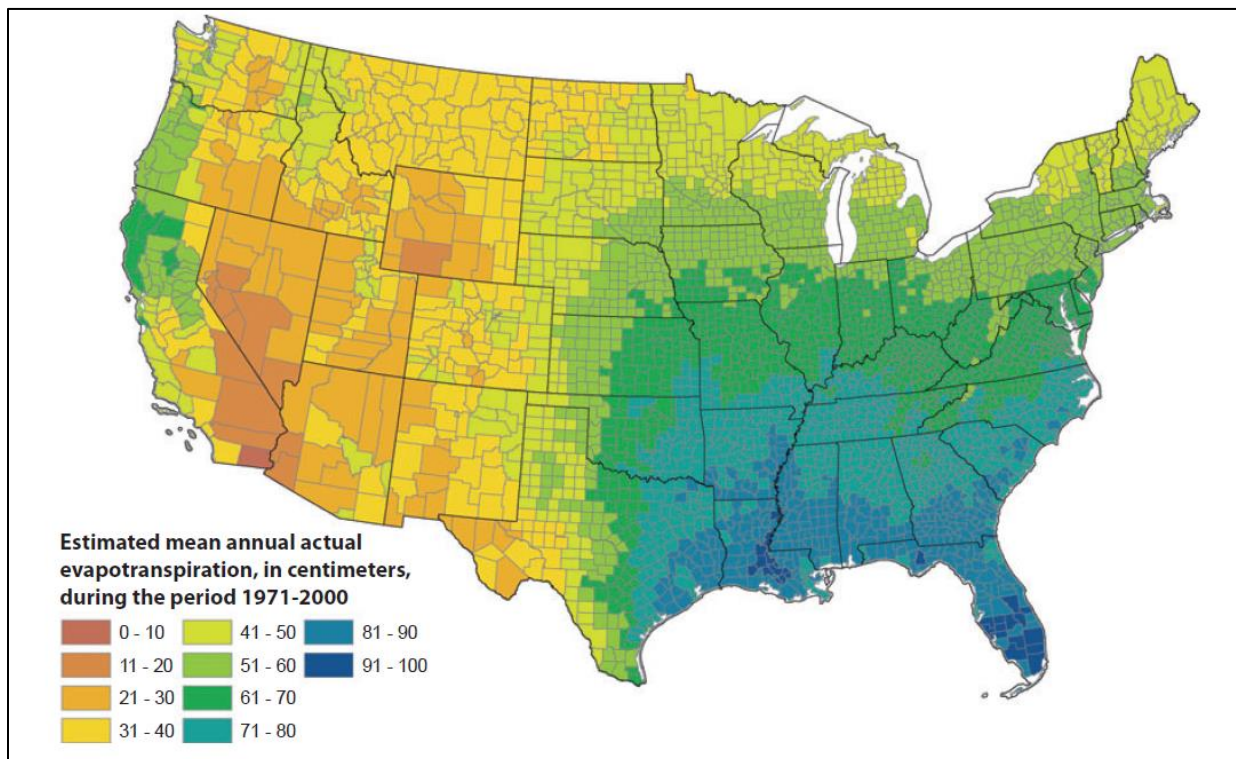 Estimated mean annual actual
evapotranspiration, in centimeters,
during the period 1971-2000
0 - 10
11 - 20
21 - 30
31 - 40
41 - 50
51 - 60
61 - 70
71 - 80
81 - 90
91 - 100